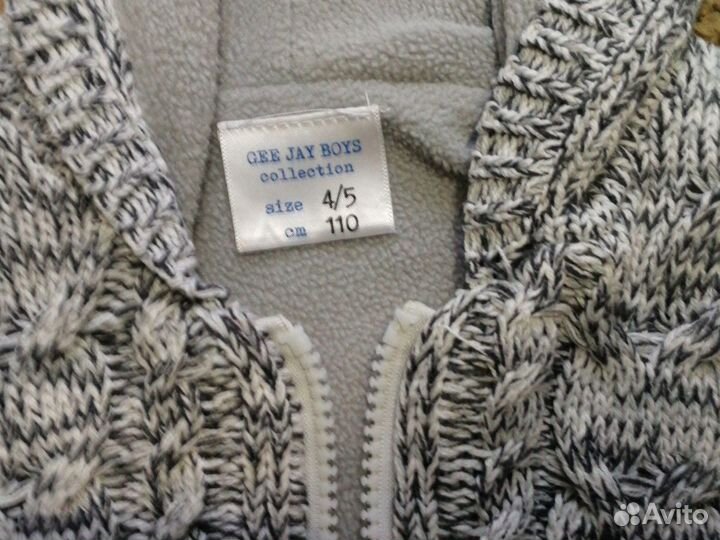 GEE JAY BOYS
collection
size 4/5
cm 110
Avito